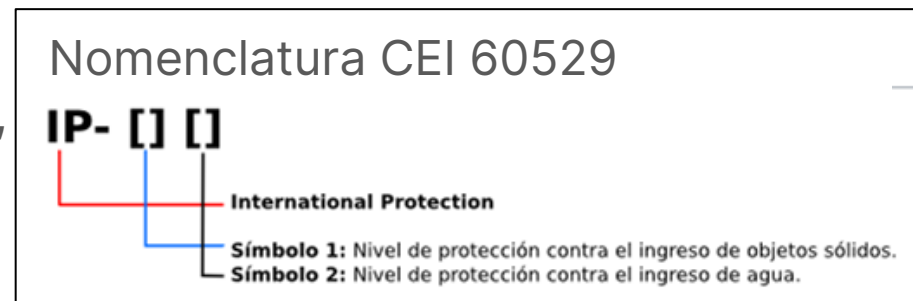 Nomenclatura CEI 60529
IP- [] []
International Protection
Símbolo 1: Nivel de protección contra el ingreso de objetos sólidos.
Símbolo 2: Nivel de protección contra el ingreso de agua.